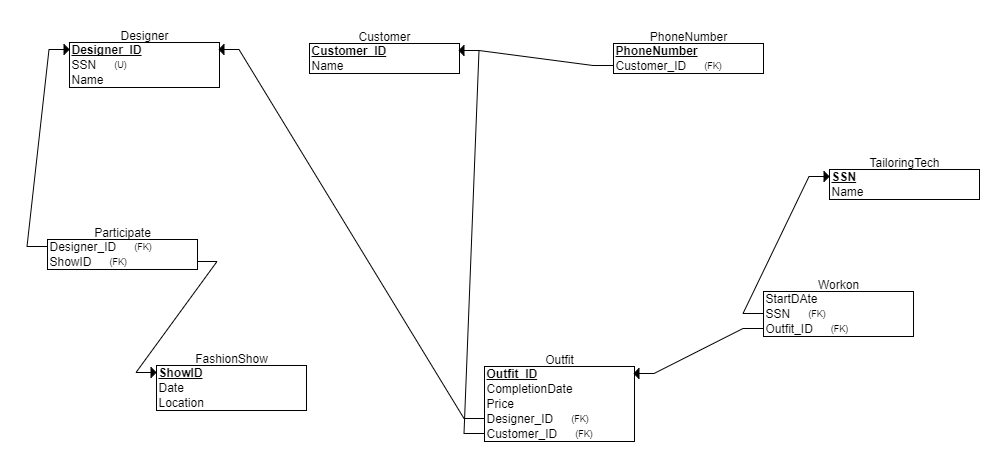 Designer
Designer_ID
SSN (U)
Name
Customer
Customer_ID
Name
PhoneNumber
PhoneNumber
Customer_ID (FK)
TailoringTech
SSN
Name
Participate
Designer_ID (FK)
ShowID (FK)
Workon
StartDAte
SSN (FK)
Outfit_ID (FK)
FashionShow
ShowID
Date
Location
Outfit
Outfit_ID
CompletionDate
Price
Designer_ID (FK)
Customer_ID (FK)